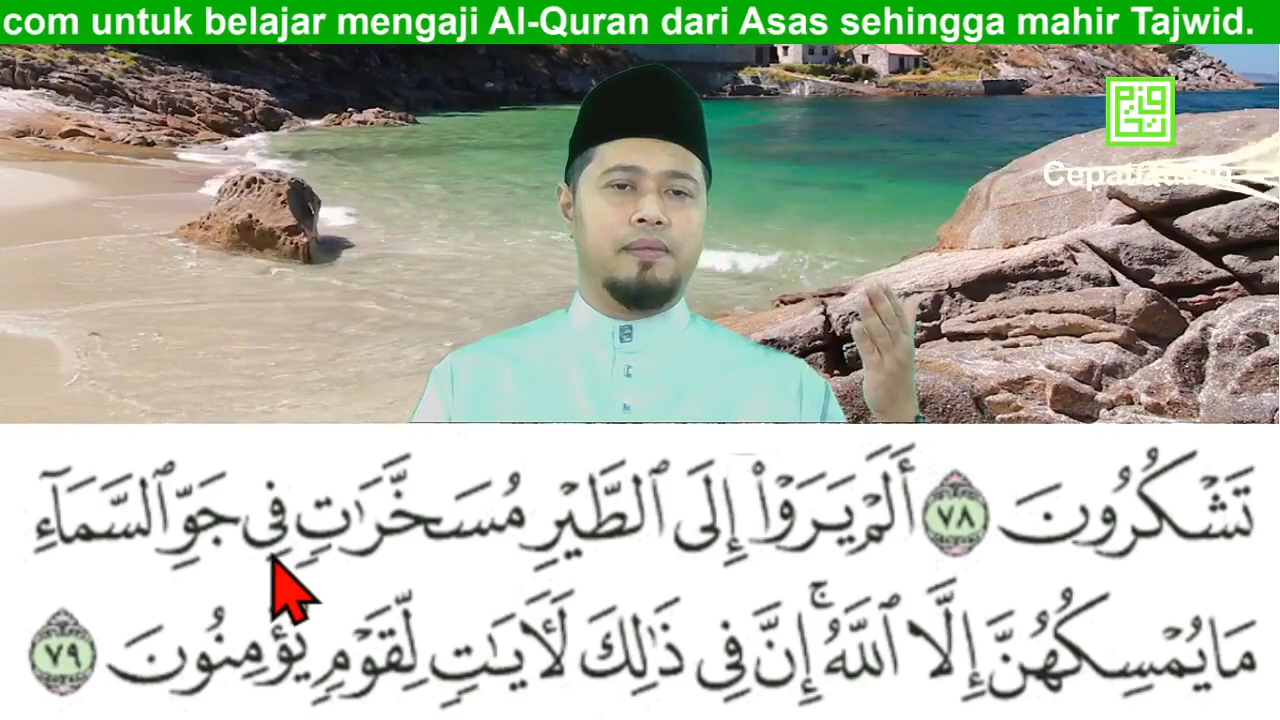 com untuk belajar mengaji Al-Quran dari Asas sehingga mahir Tajwid.
تَشْكُرُونَ ٧٨ أَلَمْ يَرَوْا۟ إِلَى ٱلطَّيْرِ مُسَخَّرَٰتٍ فِى جَوِّ ٱلسَّمَآءِ
مَا يُمْسِكُهُنَّ إِلَّا ٱللَّهُ ۚ إِنَّ فِى ذَٰلِكَ لَءَايَٰتٍ لِّقَوْمٍ يُؤْمِنُونَ ٧٩